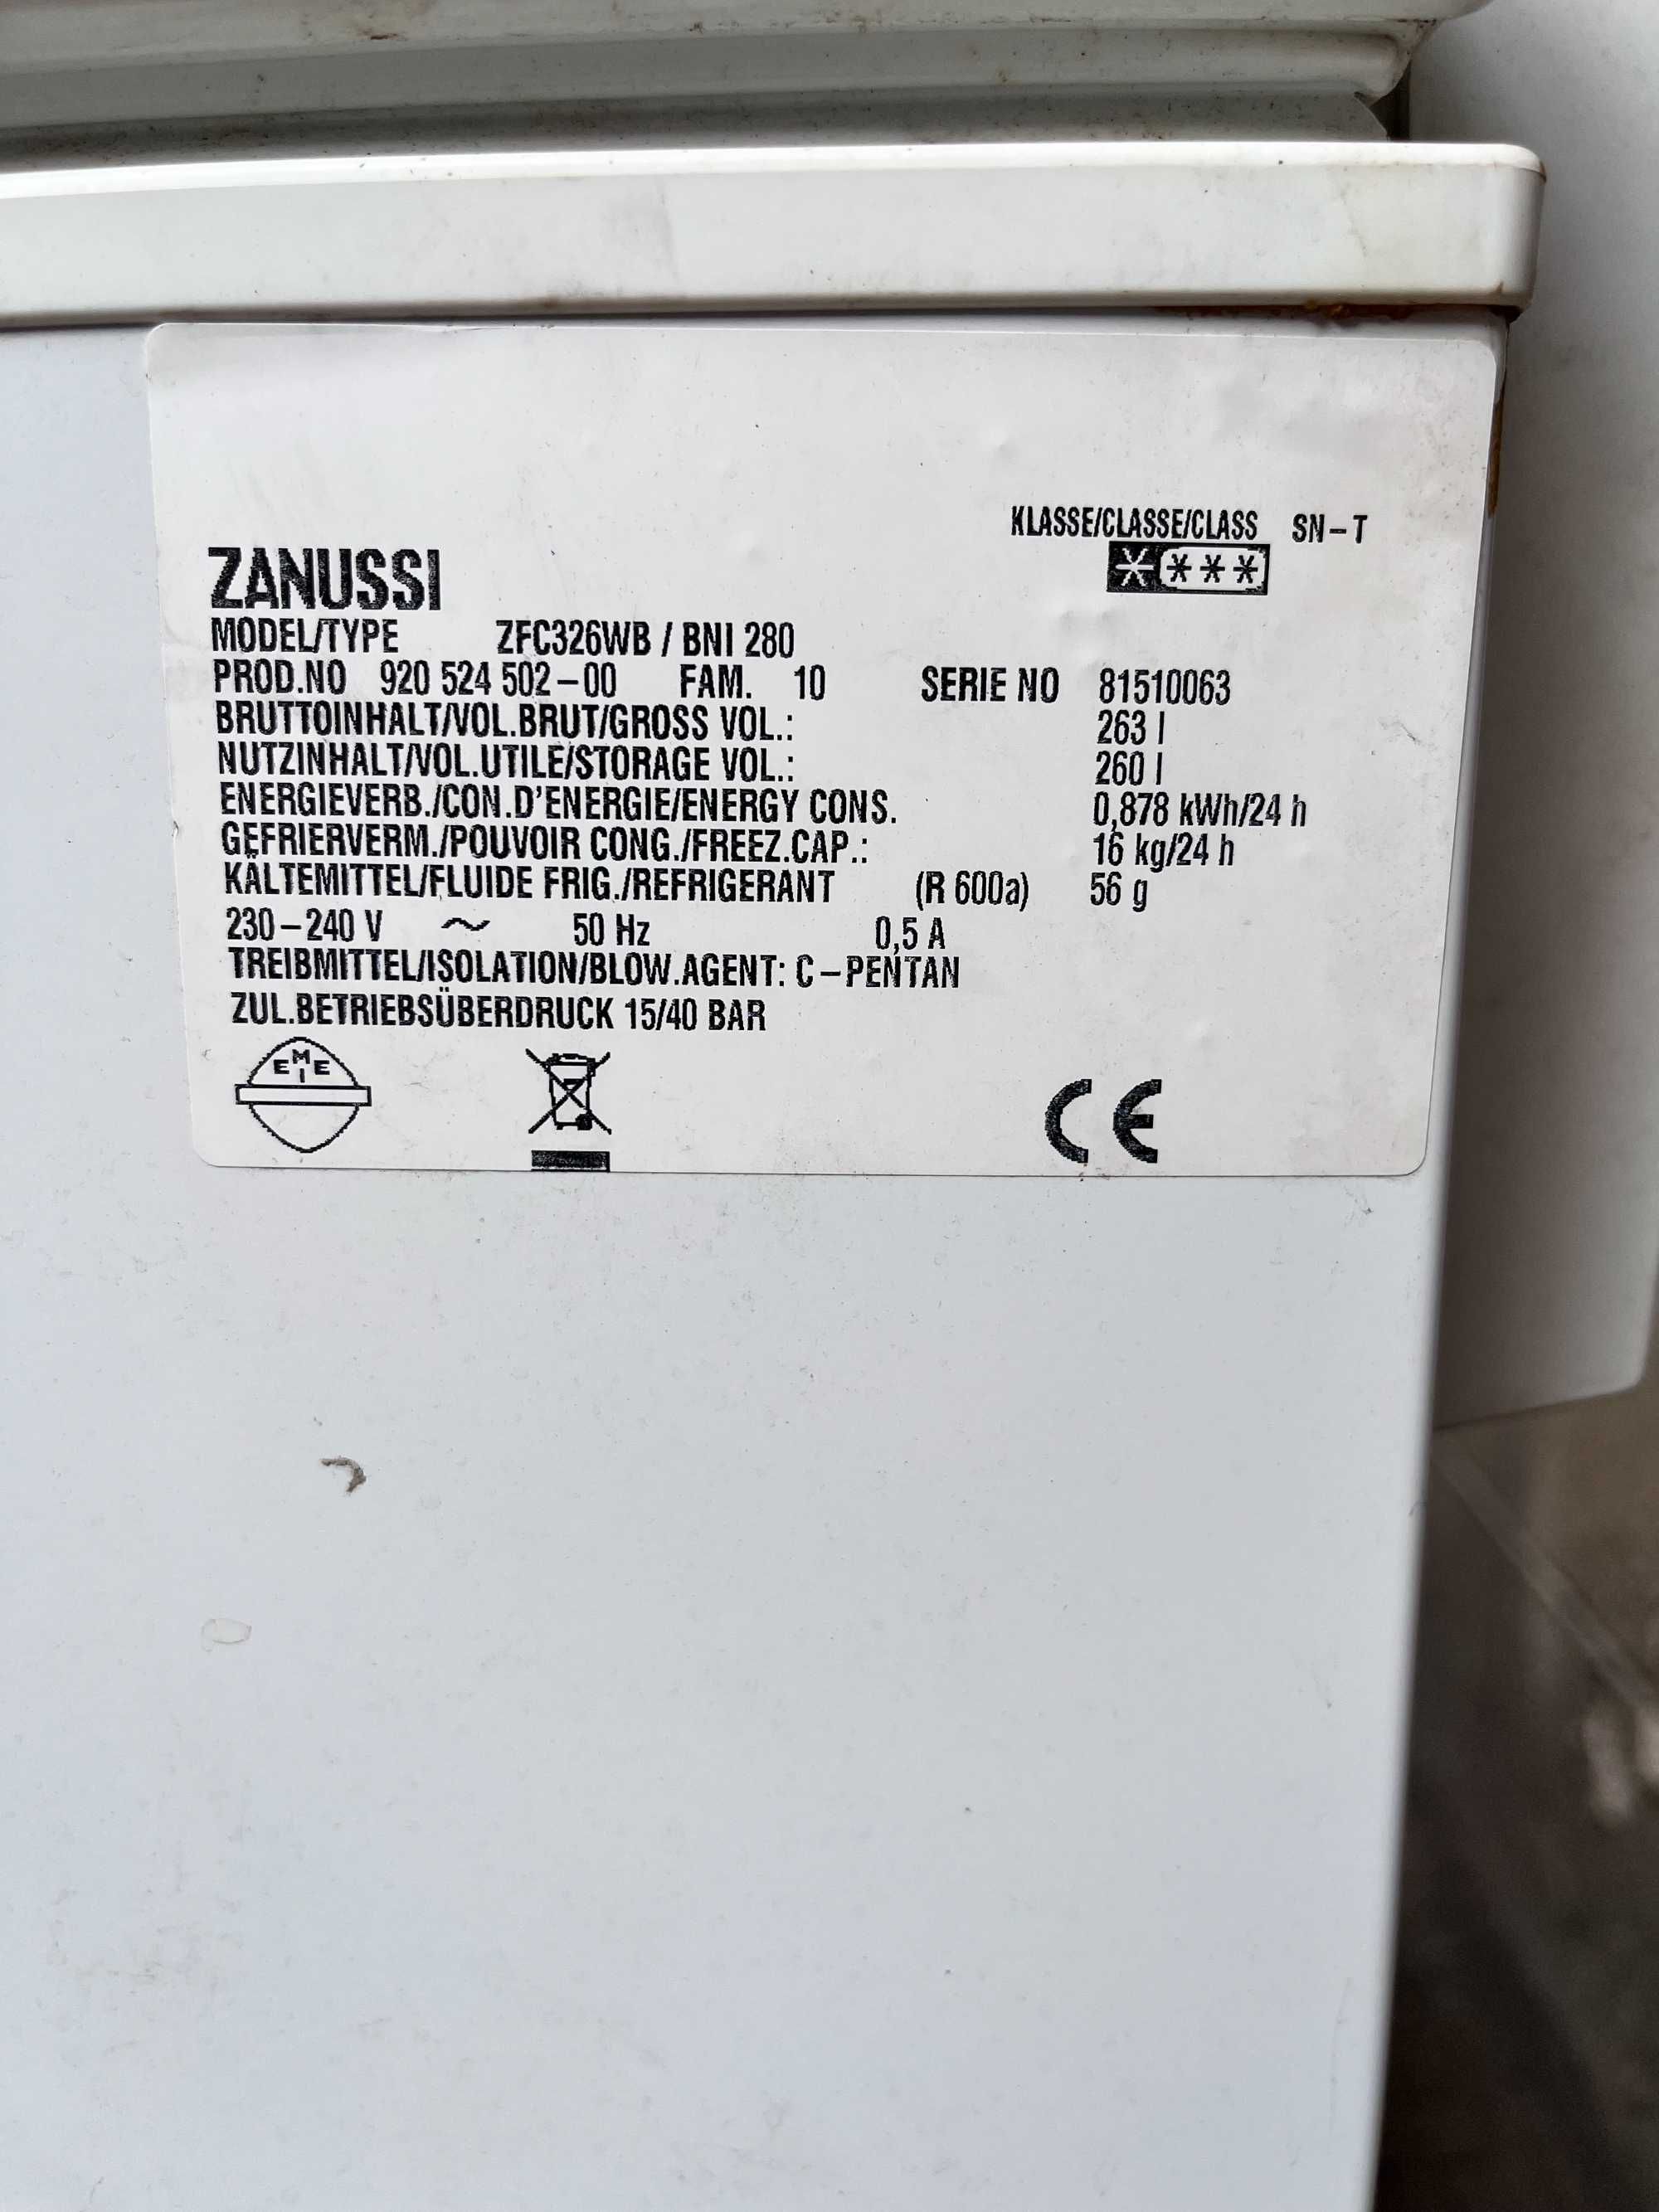 KLASSE/CLASSE/CLASS SN-T
ZANUSSI
MODEL/TYPE ZFC326WB / BNI 280
PROD.NO 920 524 502-00 FAM. 10 SERIE NO 81510063
BRUTTOINHALT/VOL.BRUT/GROSS VOL.: 263 l
NUTZINHALT/VOL.UTILE/STORAGE VOL.: 260 l
ENERGIEVERB./CON.D'ENERGIE/ENERGY CONS. 0,878 kWh/24 h
GEFRIERVERM./POUVOIR CONG./FREEZ.CAP.: 16 kg/24 h
KÄLTEMITTEL/FLUIDE FRIG./REFRIGERANT (R 600a) 56 g
230-240 V ~ 50 Hz 0,5 A
TREIBMITTEL/ISOLATION/BLOW.AGENT: C-PENTAN
ZUL.BETRIEBSÜBERDRUCK 15/40 BAR
EMEI
CE